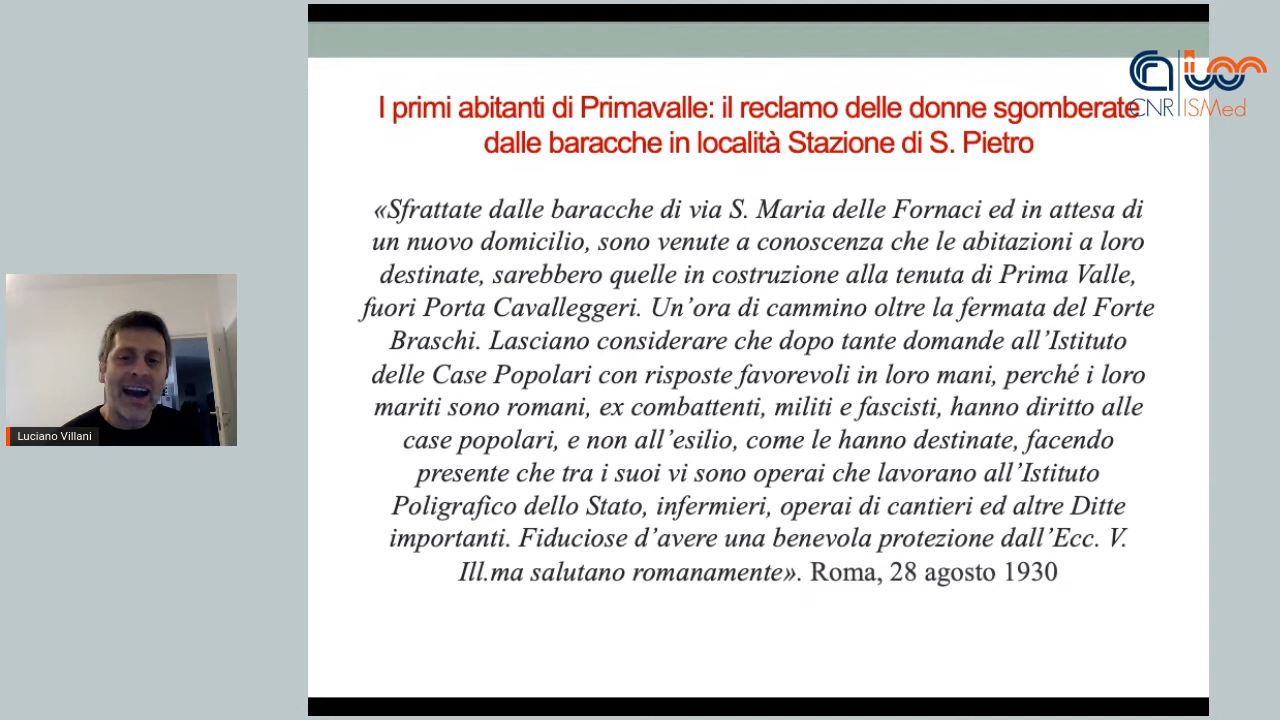 I primi abitanti di Primavalle: il reclamo delle donne sgomberate
dalle baracche in località Stazione di S. Pietro
CNR ISMed
«Sfrattate dalle baracche di via S. Maria delle Fornaci ed in attesa di
un nuovo domicilio, sono venute a conoscenza che le abitazioni a loro
destinate, sarebbero quelle in costruzione alla tenuta di Prima Valle,
fuori Porta Cavalleggeri. Un'ora di cammino oltre la fermata del Forte
Braschi. Lasciano considerare che dopo tante domande all'Istituto
delle Case Popolari con risposte favorevoli in loro mani, perché i loro
mariti sono romani, ex combattenti, militi e fascisti, hanno diritto alle
case popolari, e non all'esilio, come le hanno destinate, facendo
presente che tra i suoi vi sono operai che lavorano all'Istituto
Poligrafico dello Stato, infermieri, operai di cantieri ed altre Ditte
importanti. Fiduciose d'avere una benevola protezione dall'Ecc. V.
Ill.ma salutano romanamente». Roma, 28 agosto 1930
Luciano Villani